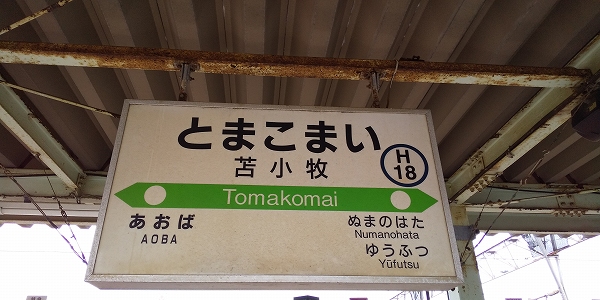 とまこまい
苫小牧
H
18
Tomakomai
あおば
AOBA
ぬまのはた
Numanohata
ゆうふつ
Yūfutsu